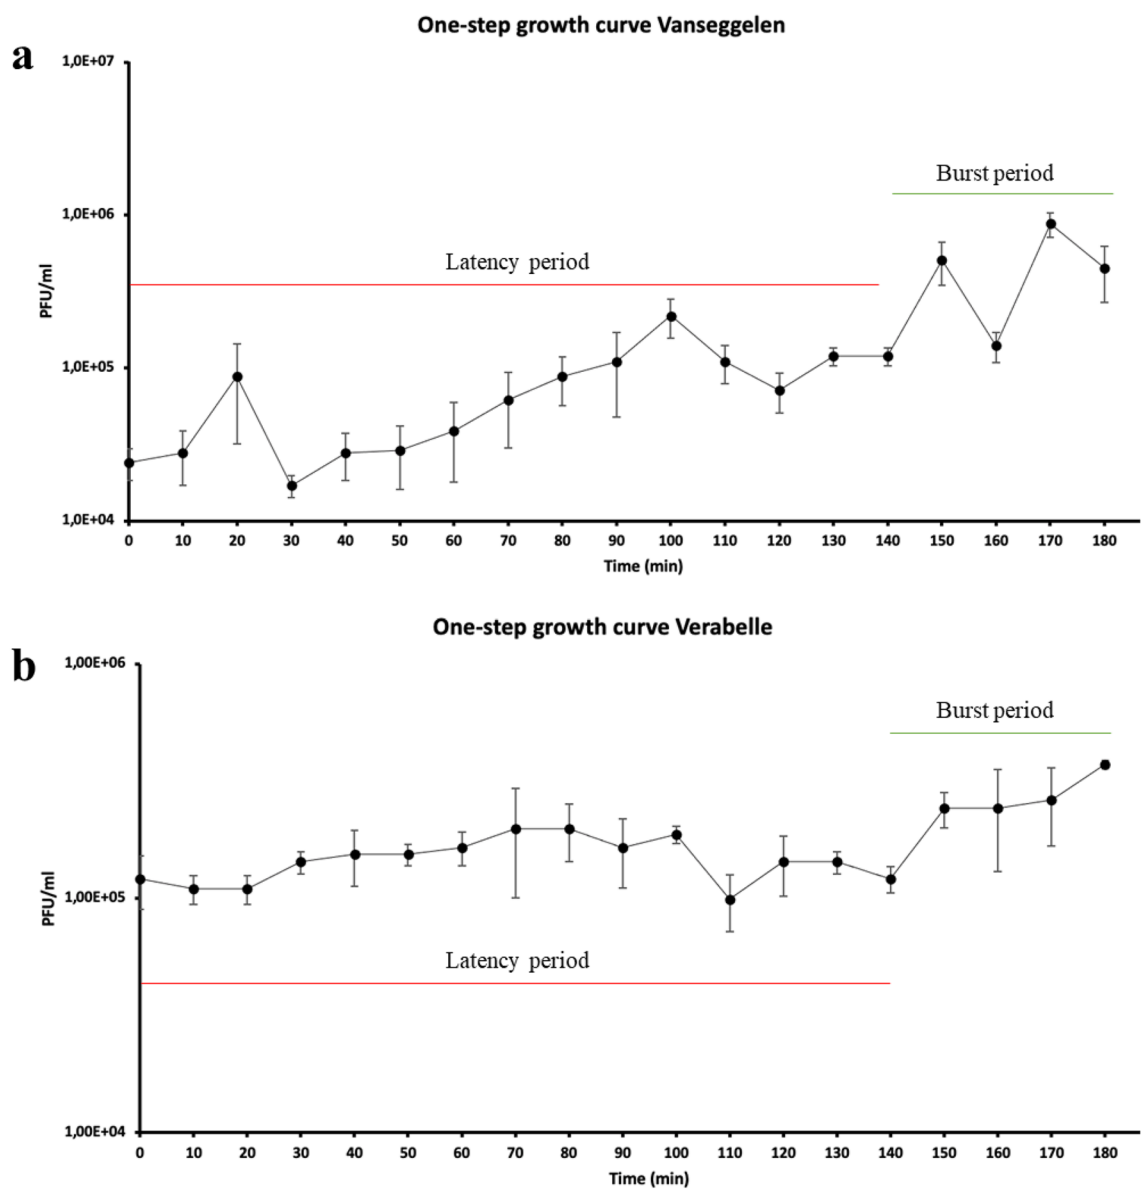 One-step growth curve Vanseggelen
a
1,0E+07
Burst period
1,0E+06
Latency period
PFU/ml
1,0E+05
1,0E+04
0 10 20 30 40 50 60 70 80 90 100 110 120 130 140 150 160 170 180
Time (min)
One-step growth curve Verabelle
b
1,00E+06
Burst period
PFU/ml
1,00E+05
Latency period
1,00E+04
0 10 20 30 40 50 60 70 80 90 100 110 120 130 140 150 160 170 180
Time (min)